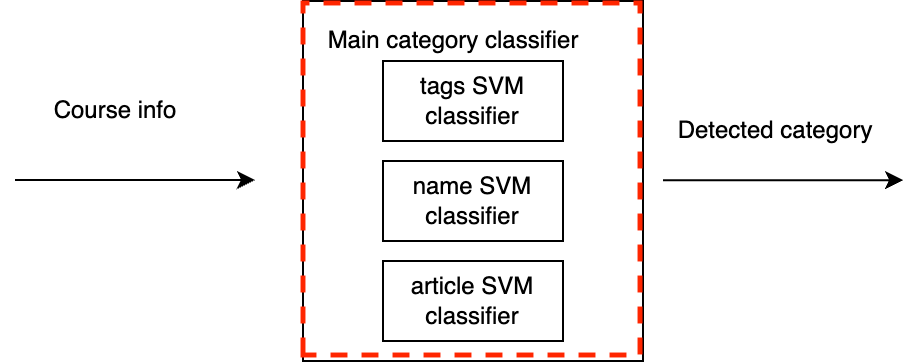 Course info
Main category classifier
tags SVM
classifier
name SVM
classifier
article SVM
classifier
Detected category